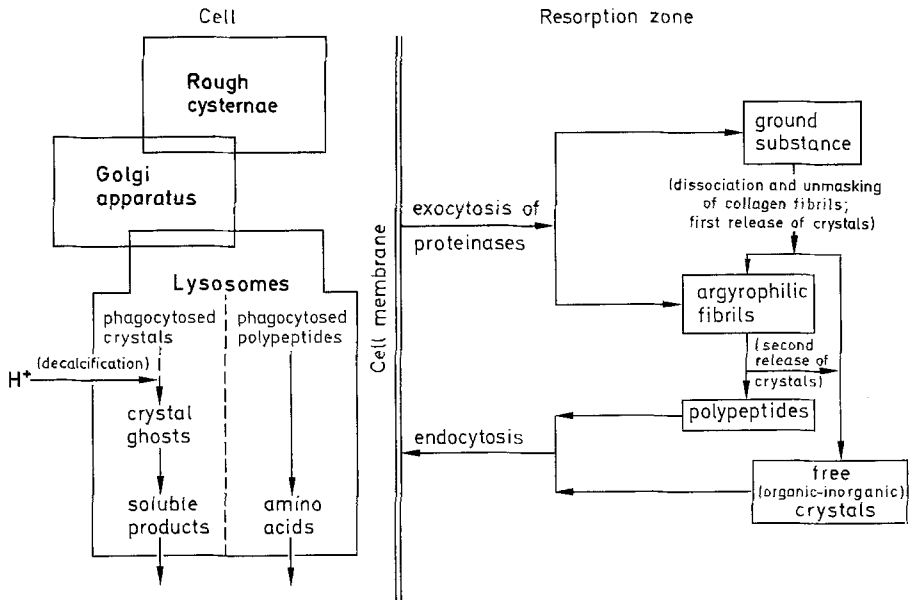 Cell
Resorption zone
Rough
cysternae
Golgi
apparatus
Lysosomes
phagocytosed
crystals
phagocytosed
polypeptides
H+
(decalcification)
crystal
ghosts
soluble
products
amino
acids
Cell membrane
exocytosis of
proteinases
endocytosis
ground
substance
(dissociation and unmasking
of collagen fibrils;
first release of crystals)
argyrophilic
fibrils
(second
release of
crystals)
polypeptides
free
(organic-inorganic)
crystals